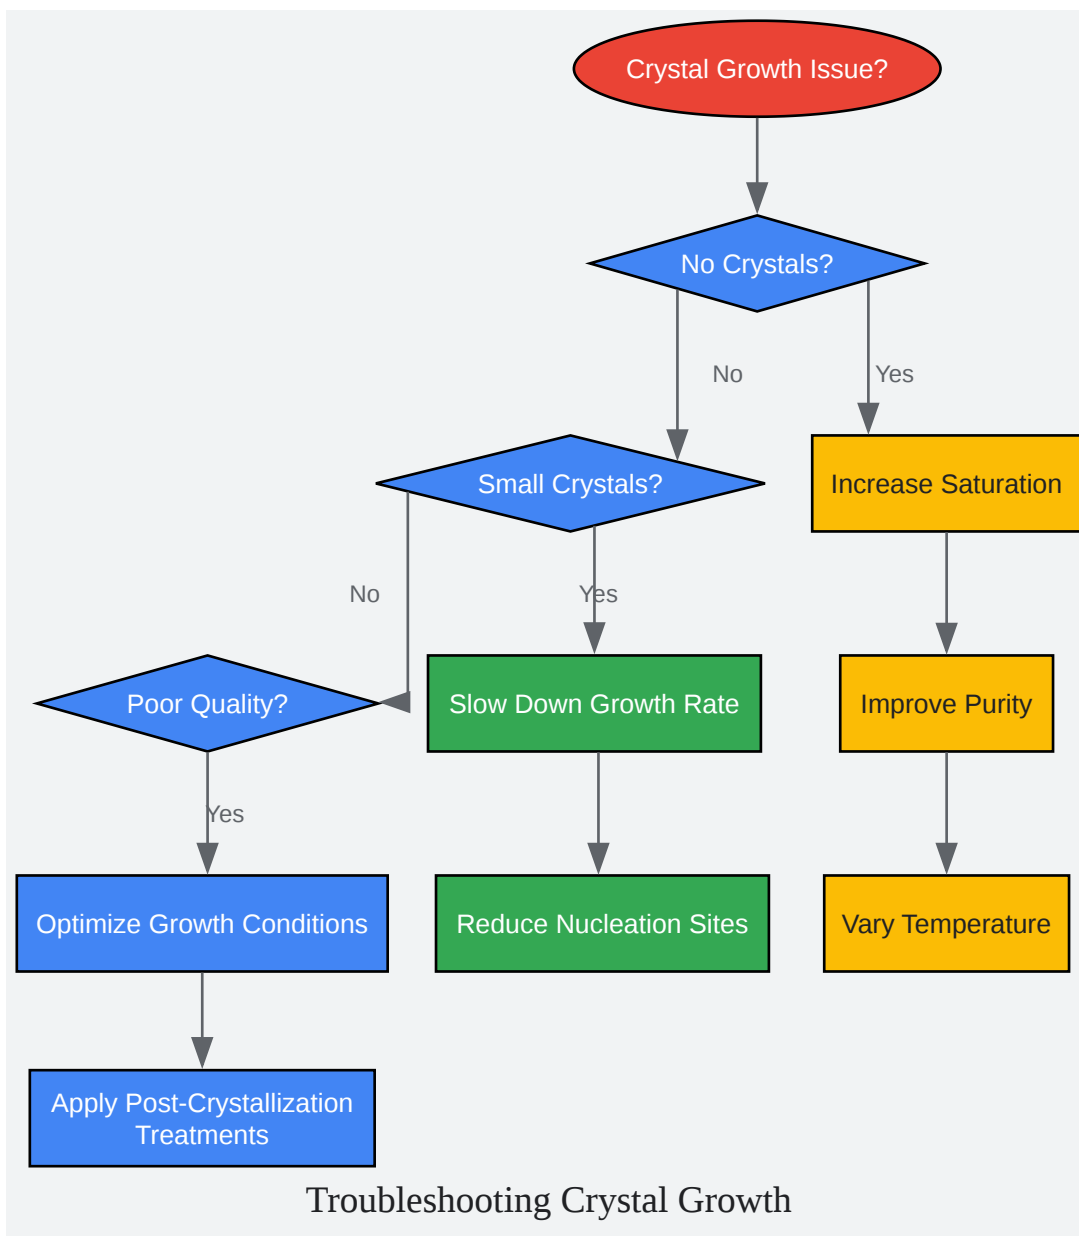 Crystal Growth Issue?
No Crystals?
No
Yes
Small Crystals?
Increase Saturation
No
Yes
Poor Quality?
Slow Down Growth Rate
Improve Purity
Yes
Optimize Growth Conditions
Reduce Nucleation Sites
Vary Temperature
Apply Post-Crystallization
Treatments
Troubleshooting Crystal Growth